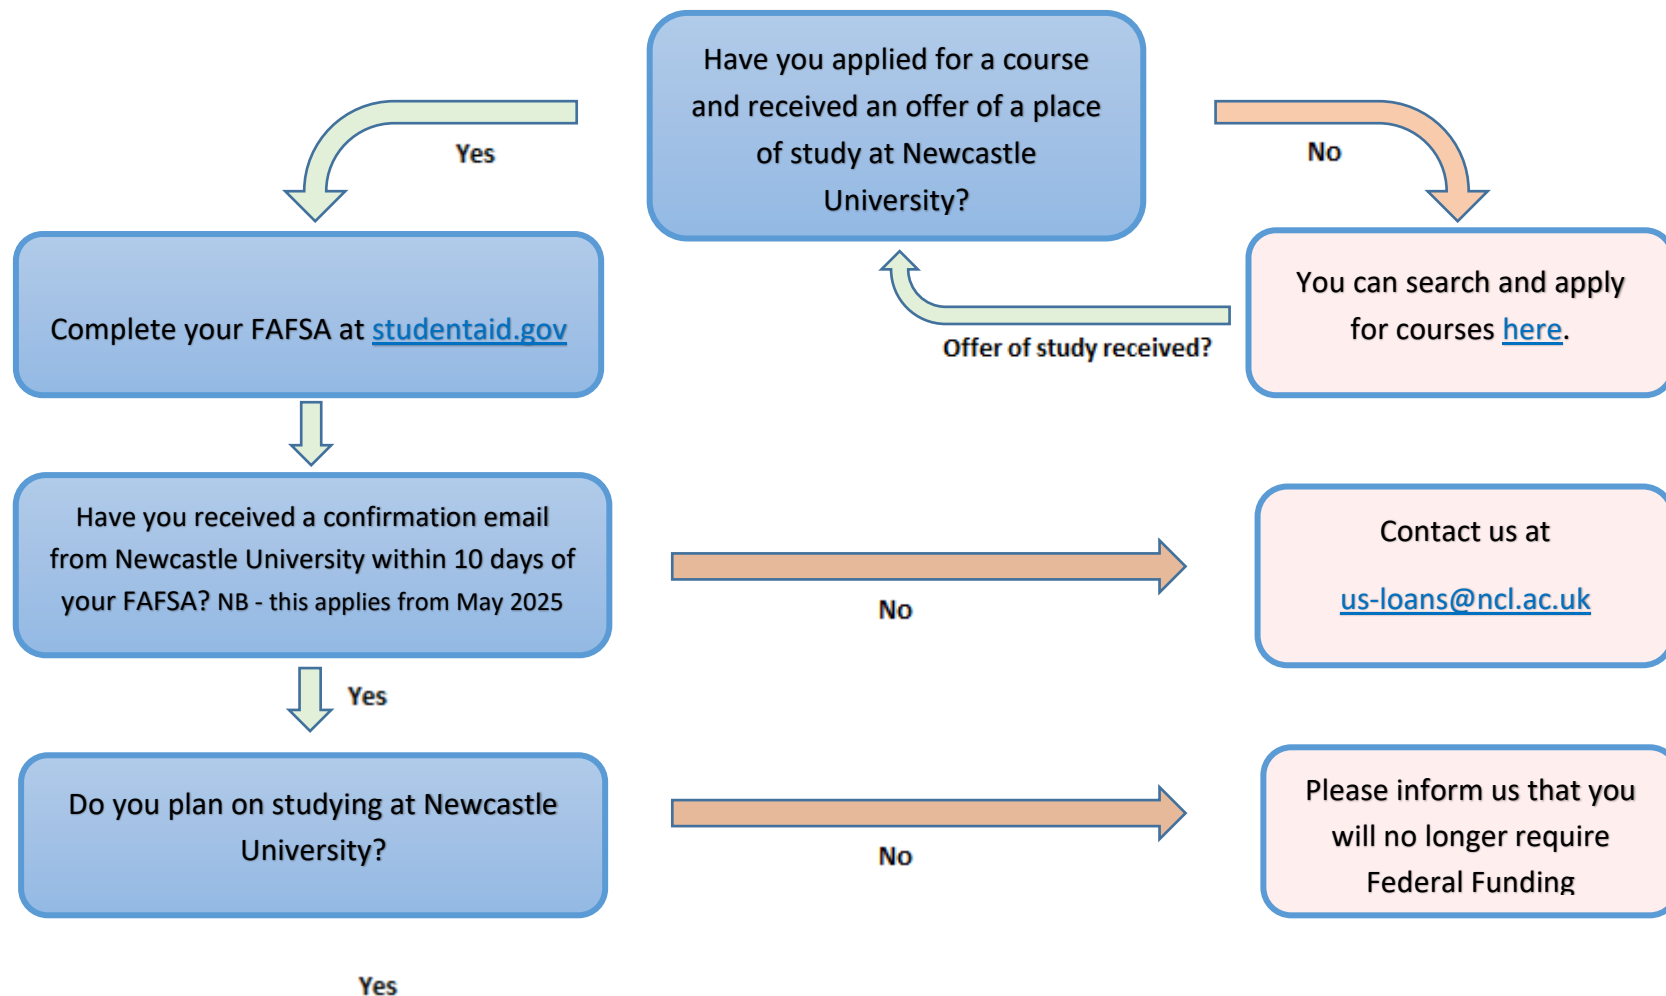 Have you applied for a course
and received an offer of a place
of study at Newcastle
University?
Yes
No
Complete your FAFSA at studentaid.gov
You can search and apply
for courses here.
Offer of study received?
Have you received a confirmation email
from Newcastle University within 10 days of
your FAFSA? NB - this applies from May 2025
No
Contact us at
us-loans@ncl.ac.uk
Yes
Do you plan on studying at Newcastle
University?
No
Please inform us that you
will no longer require
Federal Funding
Yes